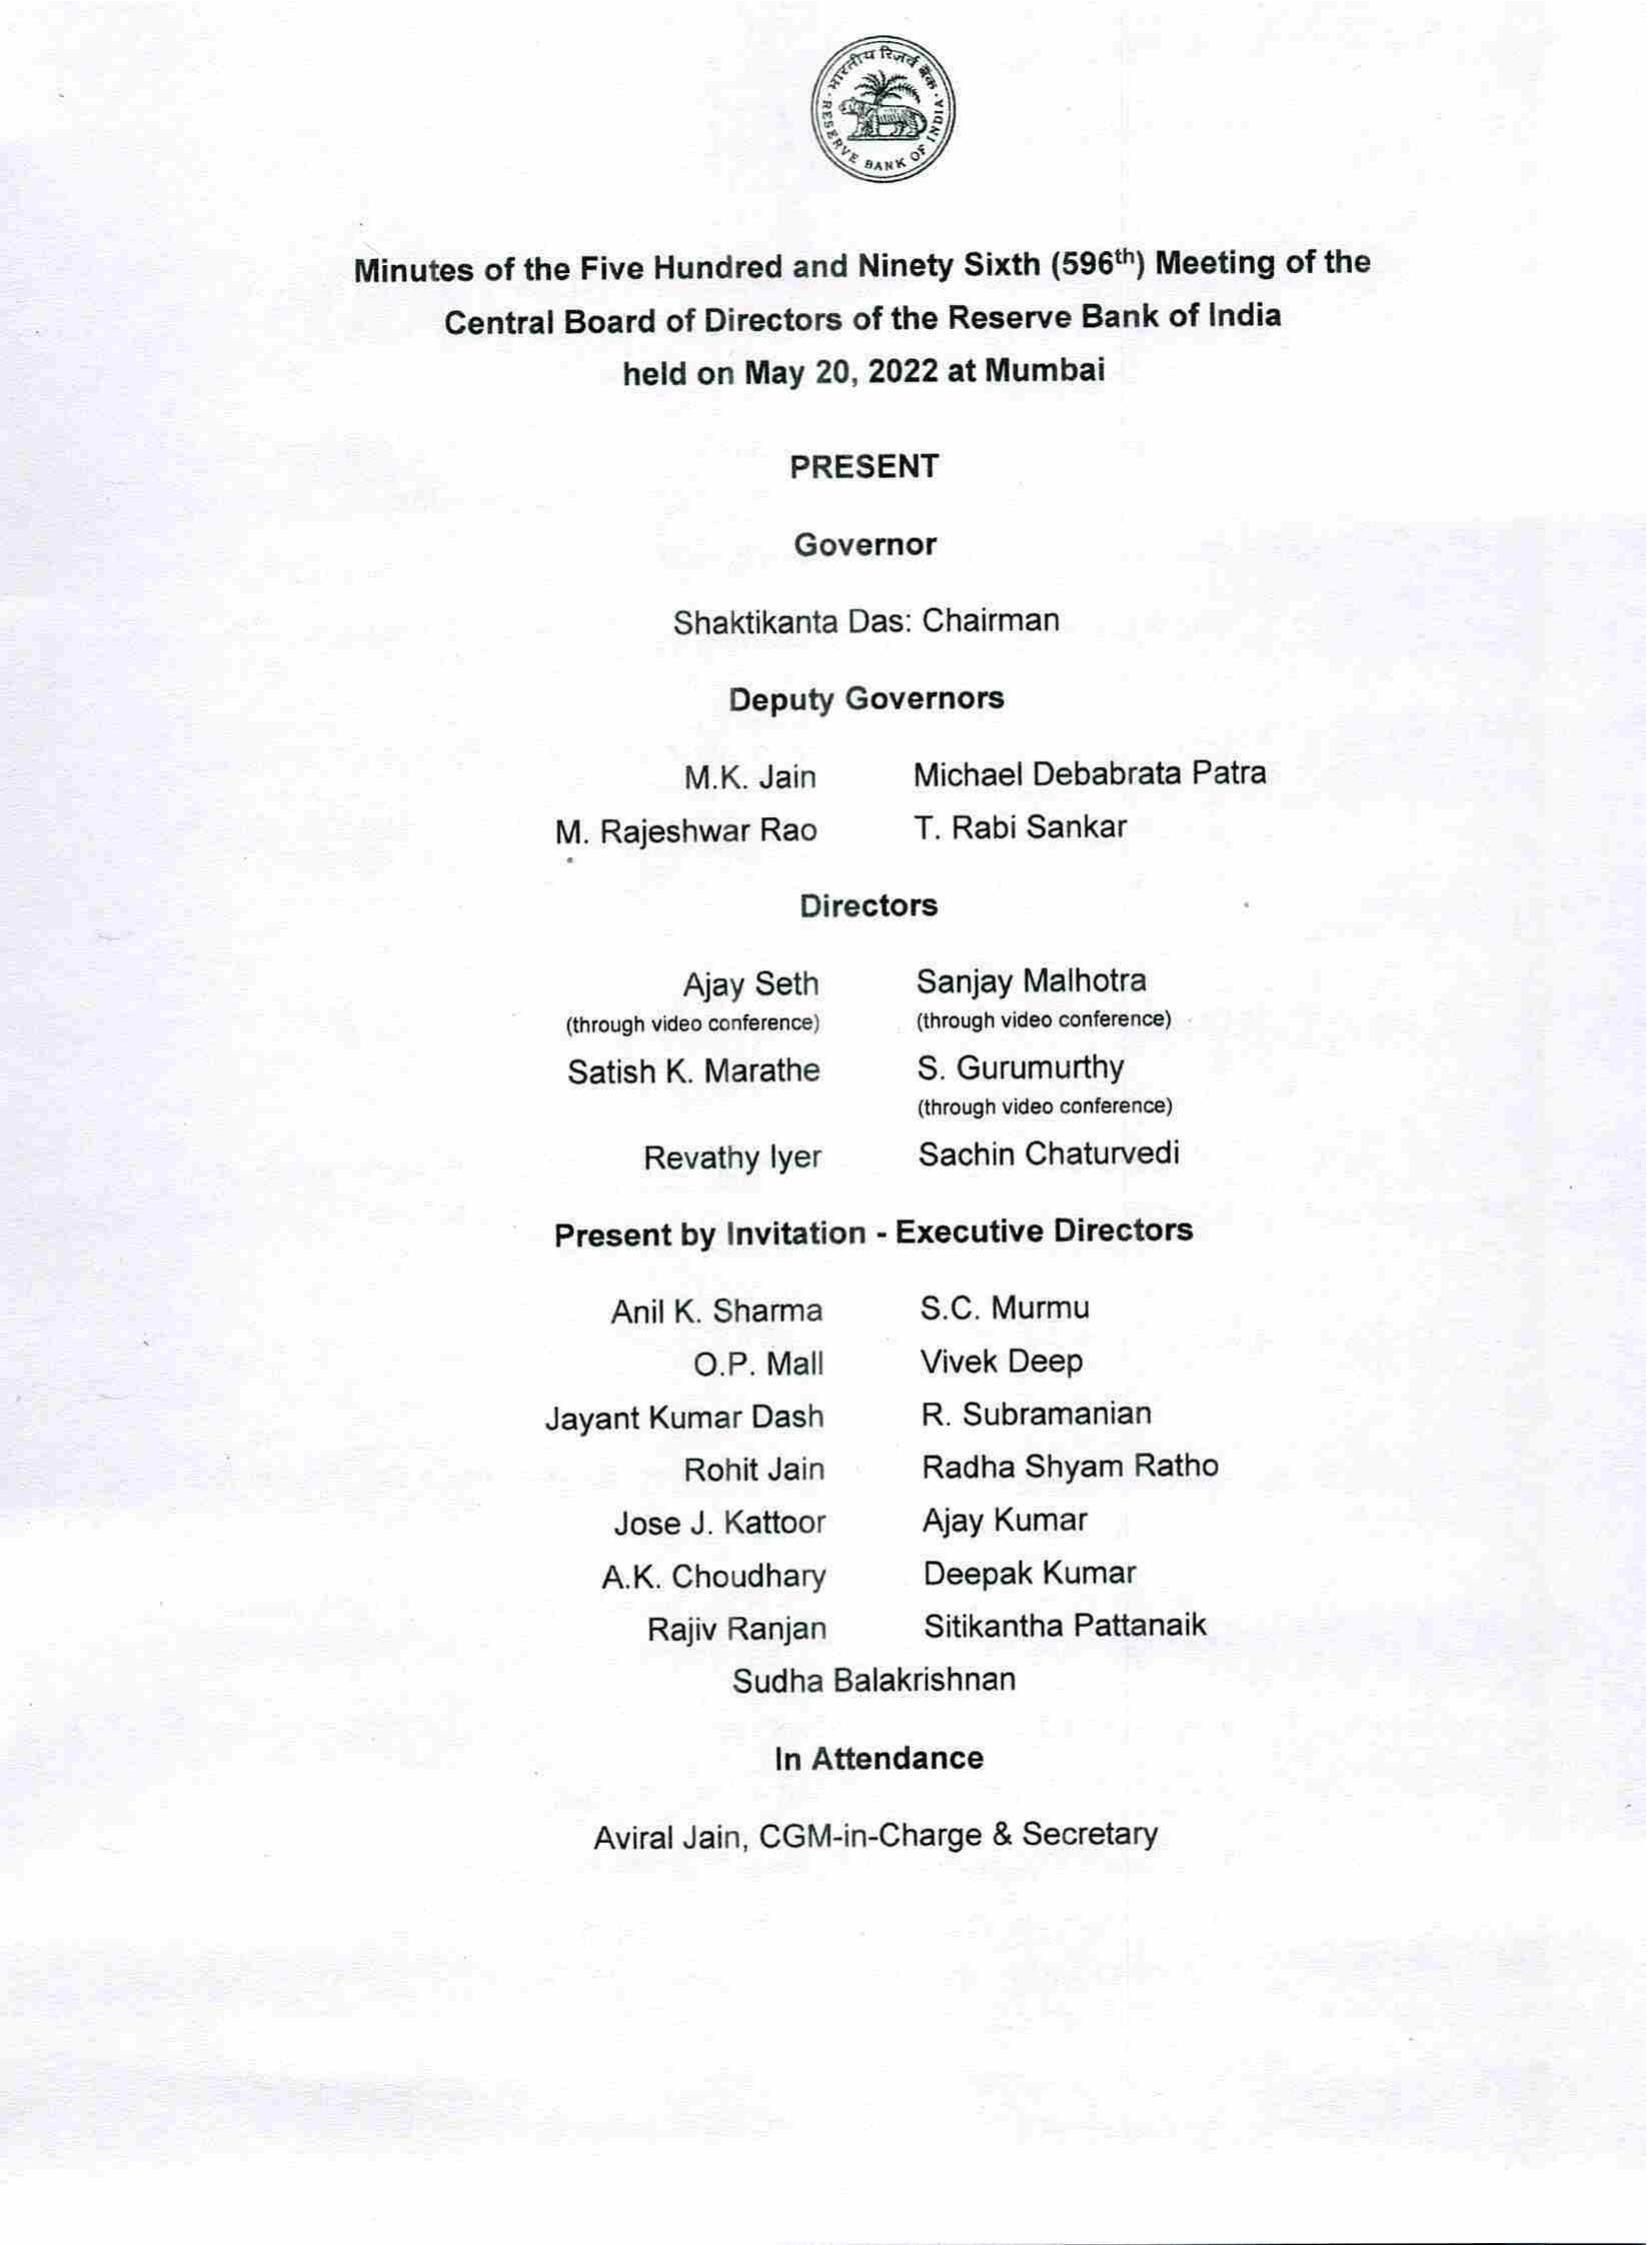 भारतीय रिज़र्व बैंक
RESERVE BANK OF INDIA
Minutes of the Five Hundred and Ninety Sixth (596th) Meeting of the
Central Board of Directors of the Reserve Bank of India
held on May 20, 2022 at Mumbai
PRESENT
Governor
Shaktikanta Das: Chairman
Deputy Governors
M.K. Jain Michael Debabrata Patra
M. Rajeshwar Rao T. Rabi Sankar
Directors
Ajay Seth Sanjay Malhotra
(through video conference) (through video conference)
Satish K. Marathe S. Gurumurthy
(through video conference)
Revathy Iyer Sachin Chaturvedi
Present by Invitation - Executive Directors
Anil K. Sharma S.C. Murmu
O.P. Mall Vivek Deep
Jayant Kumar Dash R. Subramanian
Rohit Jain Radha Shyam Ratho
Jose J. Kattoor Ajay Kumar
A.K. Choudhary Deepak Kumar
Rajiv Ranjan Sitikantha Pattanaik
Sudha Balakrishnan
In Attendance
Aviral Jain, CGM-in-Charge & Secretary